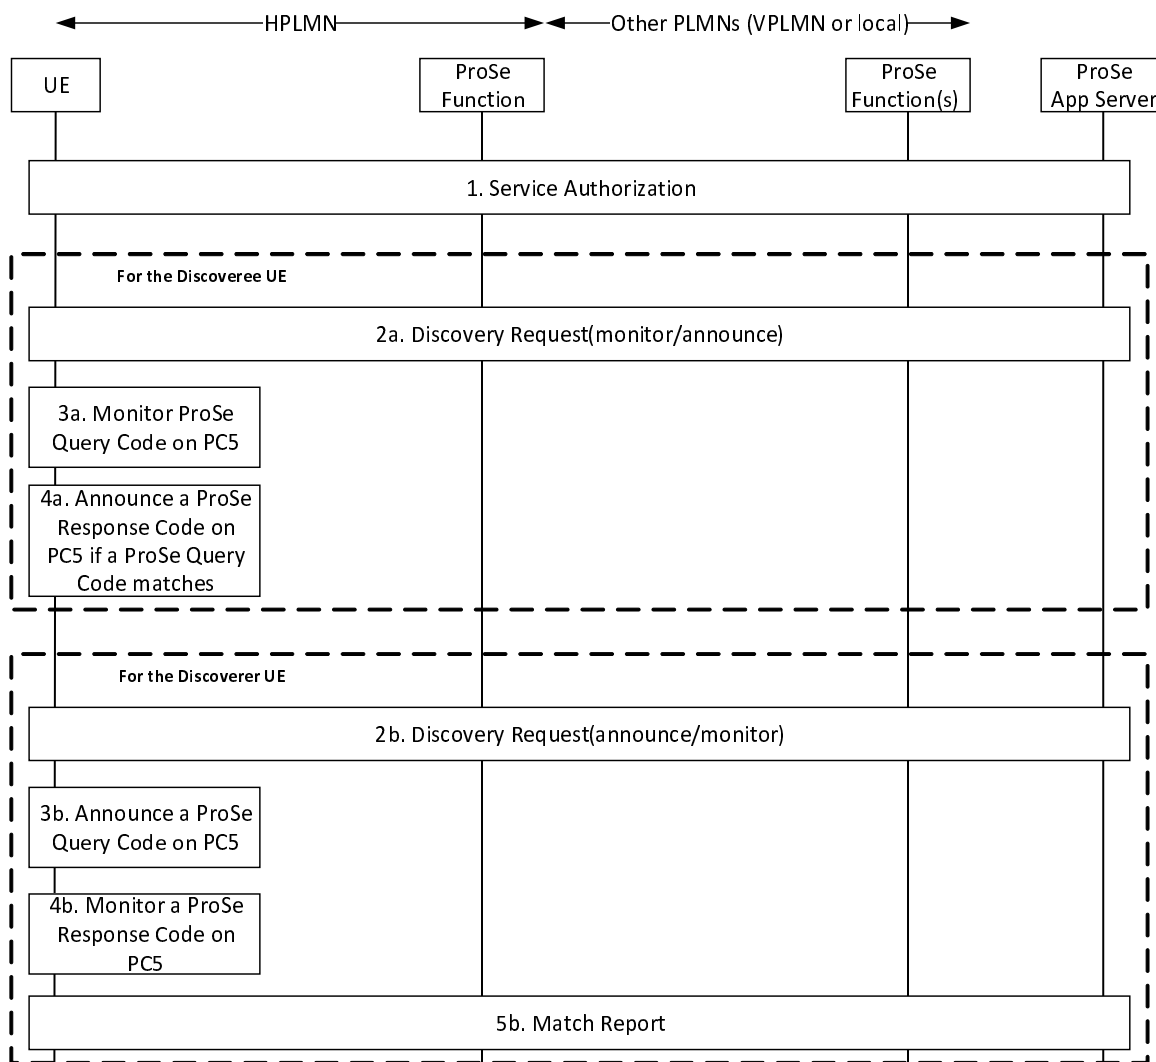 HPLMN
Other PLMNs (VPLMN or local)
UE
ProSe
Function
ProSe
Function(s)
ProSe
App Server
1. Service Authorization
For the Discoveree UE
2a. Discovery Request(monitor/announce)
3a. Monitor ProSe
Query Code on PC5
4a. Announce a ProSe
Response Code on
PC5 if a ProSe Query
Code matches
For the Discoverer UE
2b. Discovery Request(announce/monitor)
3b. Announce a ProSe
Query Code on PC5
4b. Monitor a ProSe
Response Code on
PC5
5b. Match Report